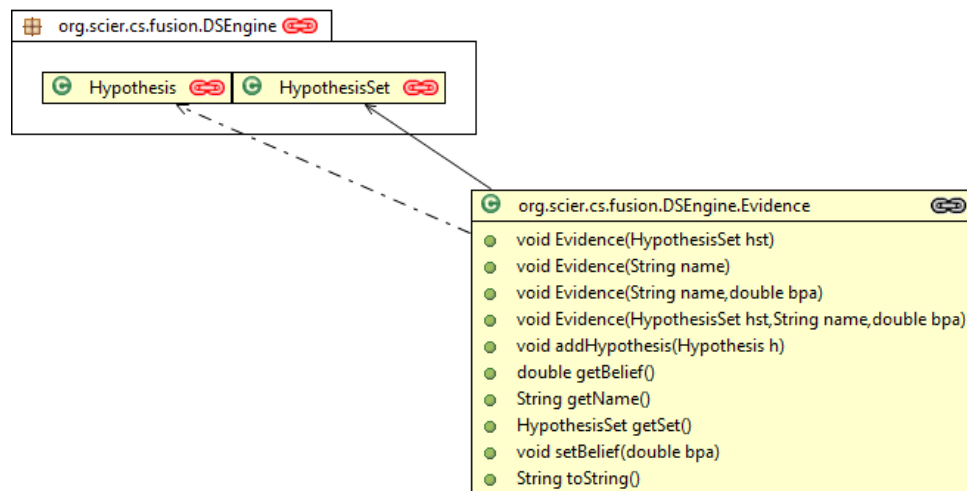 org.scier.cs.fusion.DSEngine
Hypothesis
HypothesisSet
org.scier.cs.fusion.DSEngine.Evidence
void Evidence(HypothesisSet hst)
void Evidence(String name)
void Evidence(String name,double bpa)
void Evidence(HypothesisSet hst,String name,double bpa)
void addHypothesis(Hypothesis h)
double getBelief()
String getName()
HypothesisSet getSet()
void setBelief(double bpa)
String toString()